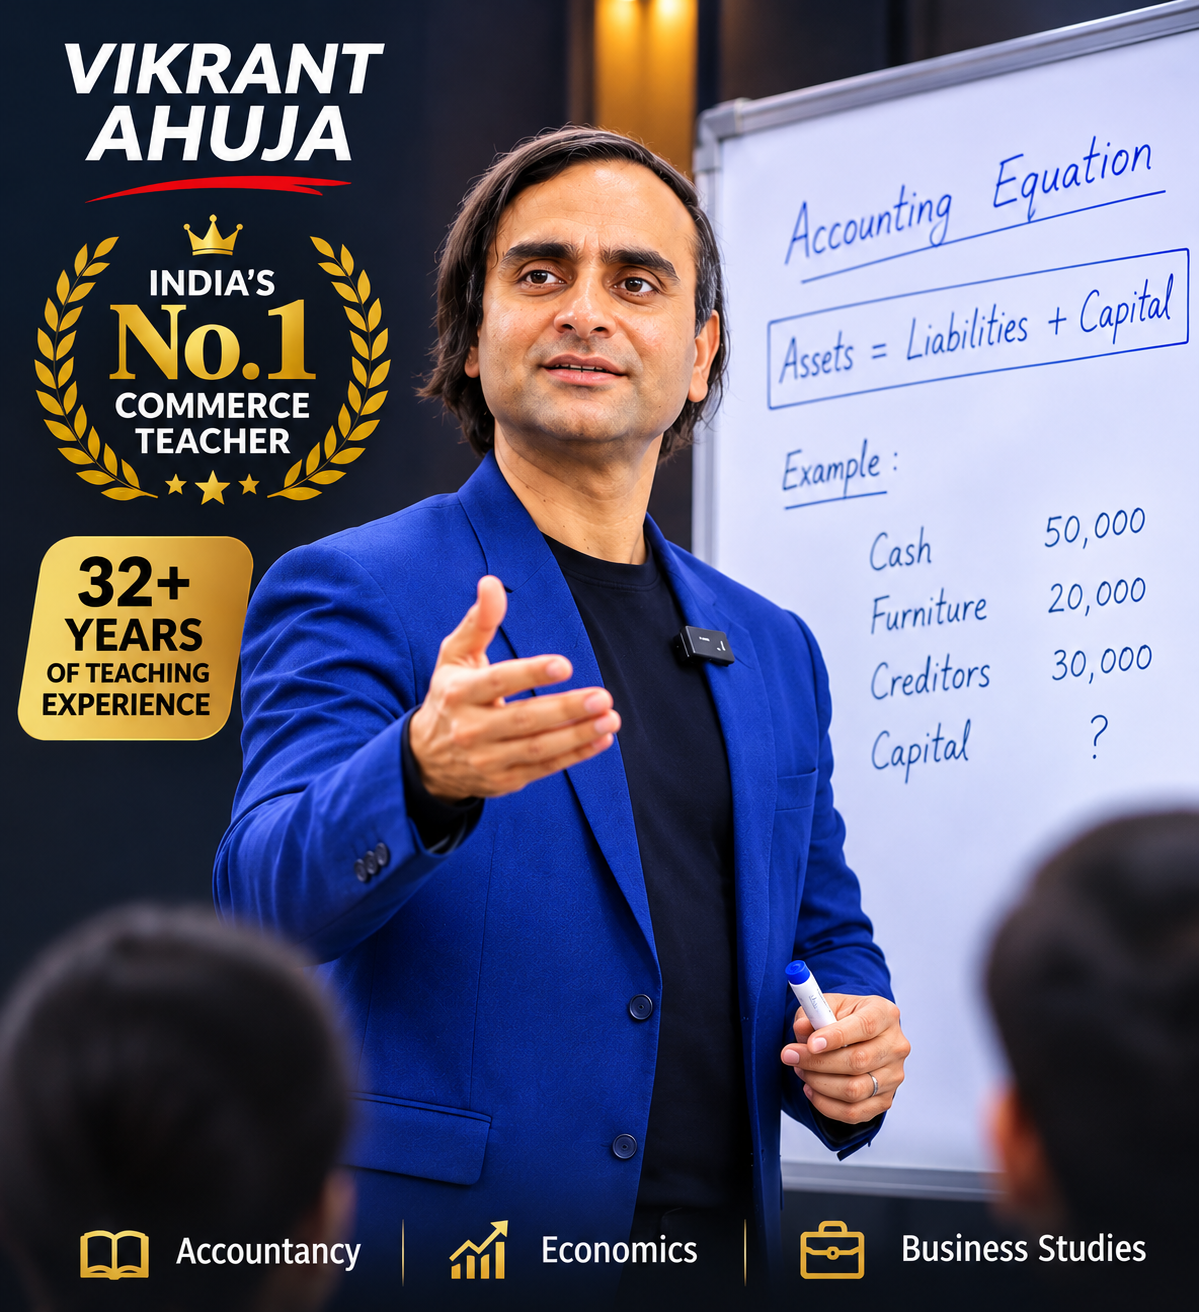 VIKRANT
AHUJA
INDIA'S
No.1
COMMERCE
TEACHER
32+
YEARS
OF TEACHING
EXPERIENCE
Accounting Equation
Assets = Liabilities + Capital
Example :
Cash 50,000
Furniture 20,000
Creditors 30,000
Capital ?
Accountancy
Economics
Business Studies